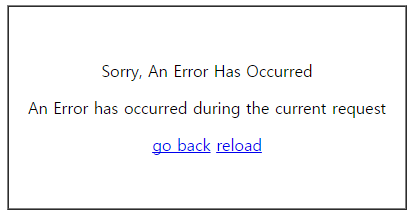 Sorry, An Error Has Occurred
An Error has occurred during the current request
go back reload